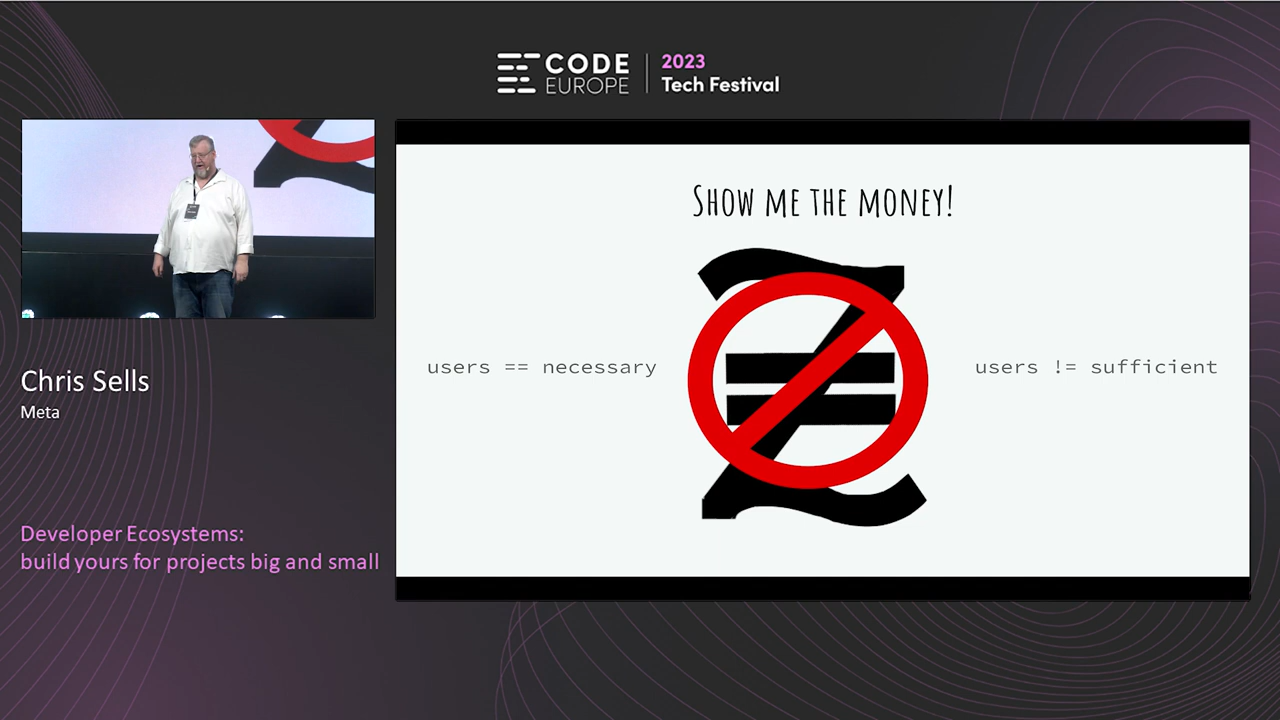 CODE
EUROPE
2023
Tech Festival
Chris Sells
Meta
Developer Ecosystems:
build yours for projects big and small
Show me the money!
users == necessary
users != sufficient